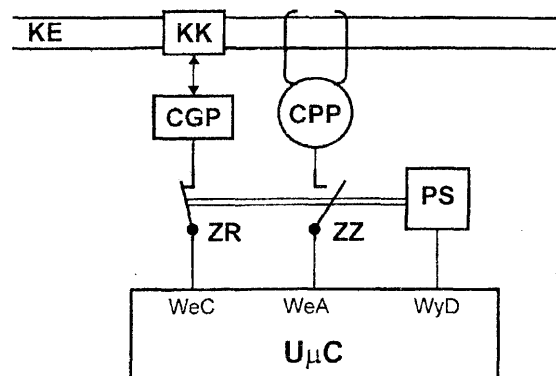 KE KK
CGP CPP
PS
ZR ZZ
WeC WeA WyD
UμC